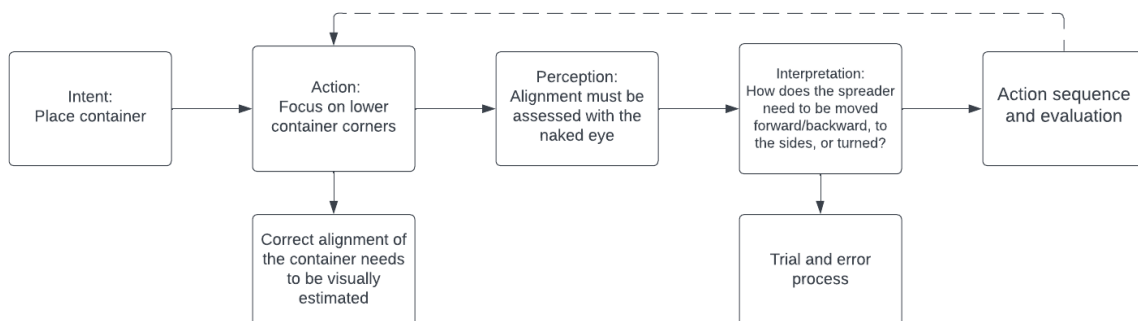 Intent:
Place container
Action:
Focus on lower
container corners
Perception:
Alignment must be
assessed with the
naked eye
Interpretation:
How does the spreader
need to be moved
forward/backward, to
the sides, or turned?
Action sequence
and evaluation
Correct alignment of
the container needs
to be visually
estimated
Trial and error
process